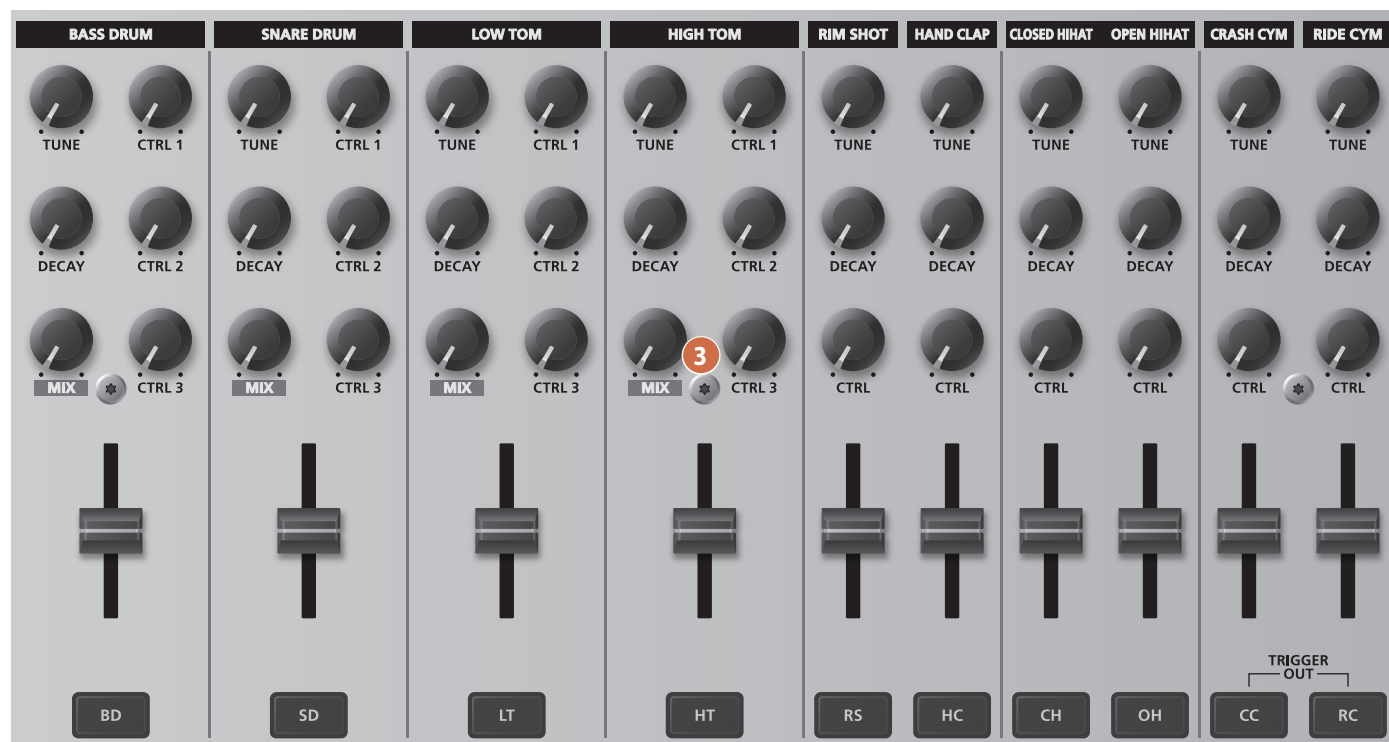 BASS DRUM SNARE DRUM LOW TOM HIGH TOM RIM SHOT HAND CLAP CLOSED HIHAT OPEN HIHAT CRASH CYM RIDE CYM
TUNE CTRL 1 TUNE CTRL 1 TUNE CTRL 1 TUNE CTRL 1 TUNE TUNE TUNE TUNE TUNE TUNE
DECAY CTRL 2 DECAY CTRL 2 DECAY CTRL 2 DECAY CTRL 2 DECAY DECAY DECAY DECAY DECAY DECAY
3
MIX CTRL 3 MIX CTRL 3 MIX CTRL 3 MIX CTRL 3 CTRL CTRL CTRL CTRL CTRL CTRL
TRIGGER
OUT
BD SD LT HT RS HC CH OH CC RC